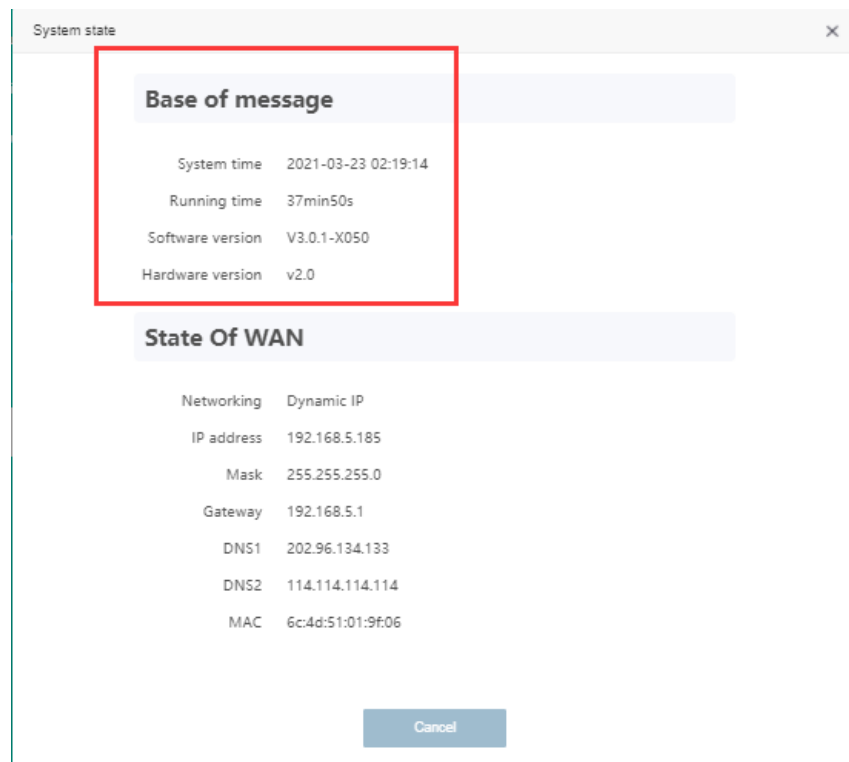 System state
Base of message
System time 2021-03-23 02:19:14
Running time 37min50s
Software version V3.0.1-X050
Hardware version v2.0
State Of WAN
Networking Dynamic IP
IP address 192.168.5.185
Mask 255.255.255.0
Gateway 192.168.5.1
DNS1 202.96.134.133
DNS2 114.114.114.114
MAC 6c:4d:51:01:9f:06
Cancel